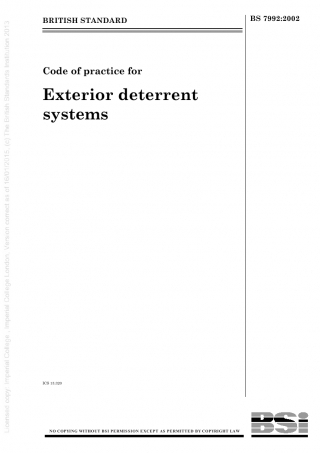 BRITISH STANDARD
BS 7992:2002
Code of practice for
Exterior deterrent
systems
ICS 13.320
NO COPYING WITHOUT BSI PERMISSION EXCEPT AS PERMITTED BY COPYRIGHT LAW
BSi
Licensed copy: Imperial College, Imperial College London, Version correct as of 16/01/2013, (c) The British Standards Institution 2013